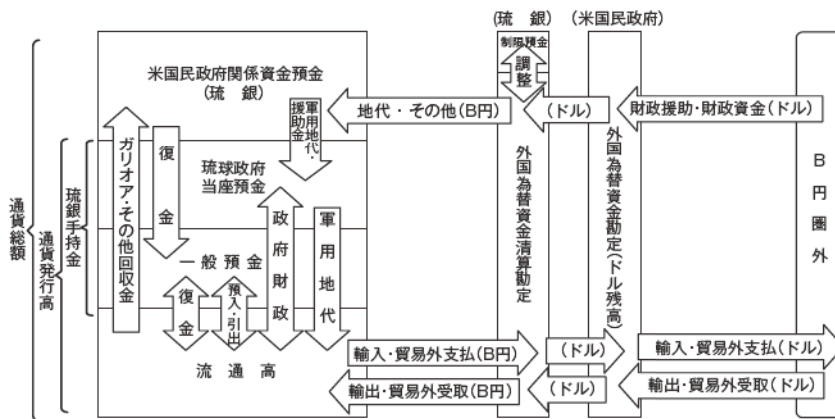 (琉 銀)
(米国民政府)
制限預金
調整
米国民政府関係資金預金
(琉 銀)
軍用地代・
援助金
地代・その他(B円)
(ドル)
財政援助・財政資金(ドル)
B円圏外
通貨総額
通貨発行高
琉銀手持金
ガリオア・その他回収金
復金
琉球政府
当座預金
政府財政
軍用地代
一般預金
復金
預入・引出
流通高
外国為替資金清算勘定
外国為替資金勘定(ドル残高)
輸入・貿易外支払(B円)
(ドル)
輸入・貿易外支払(ドル)
輸出・貿易外受取(B円)
(ドル)
輸出・貿易外受取(ドル)